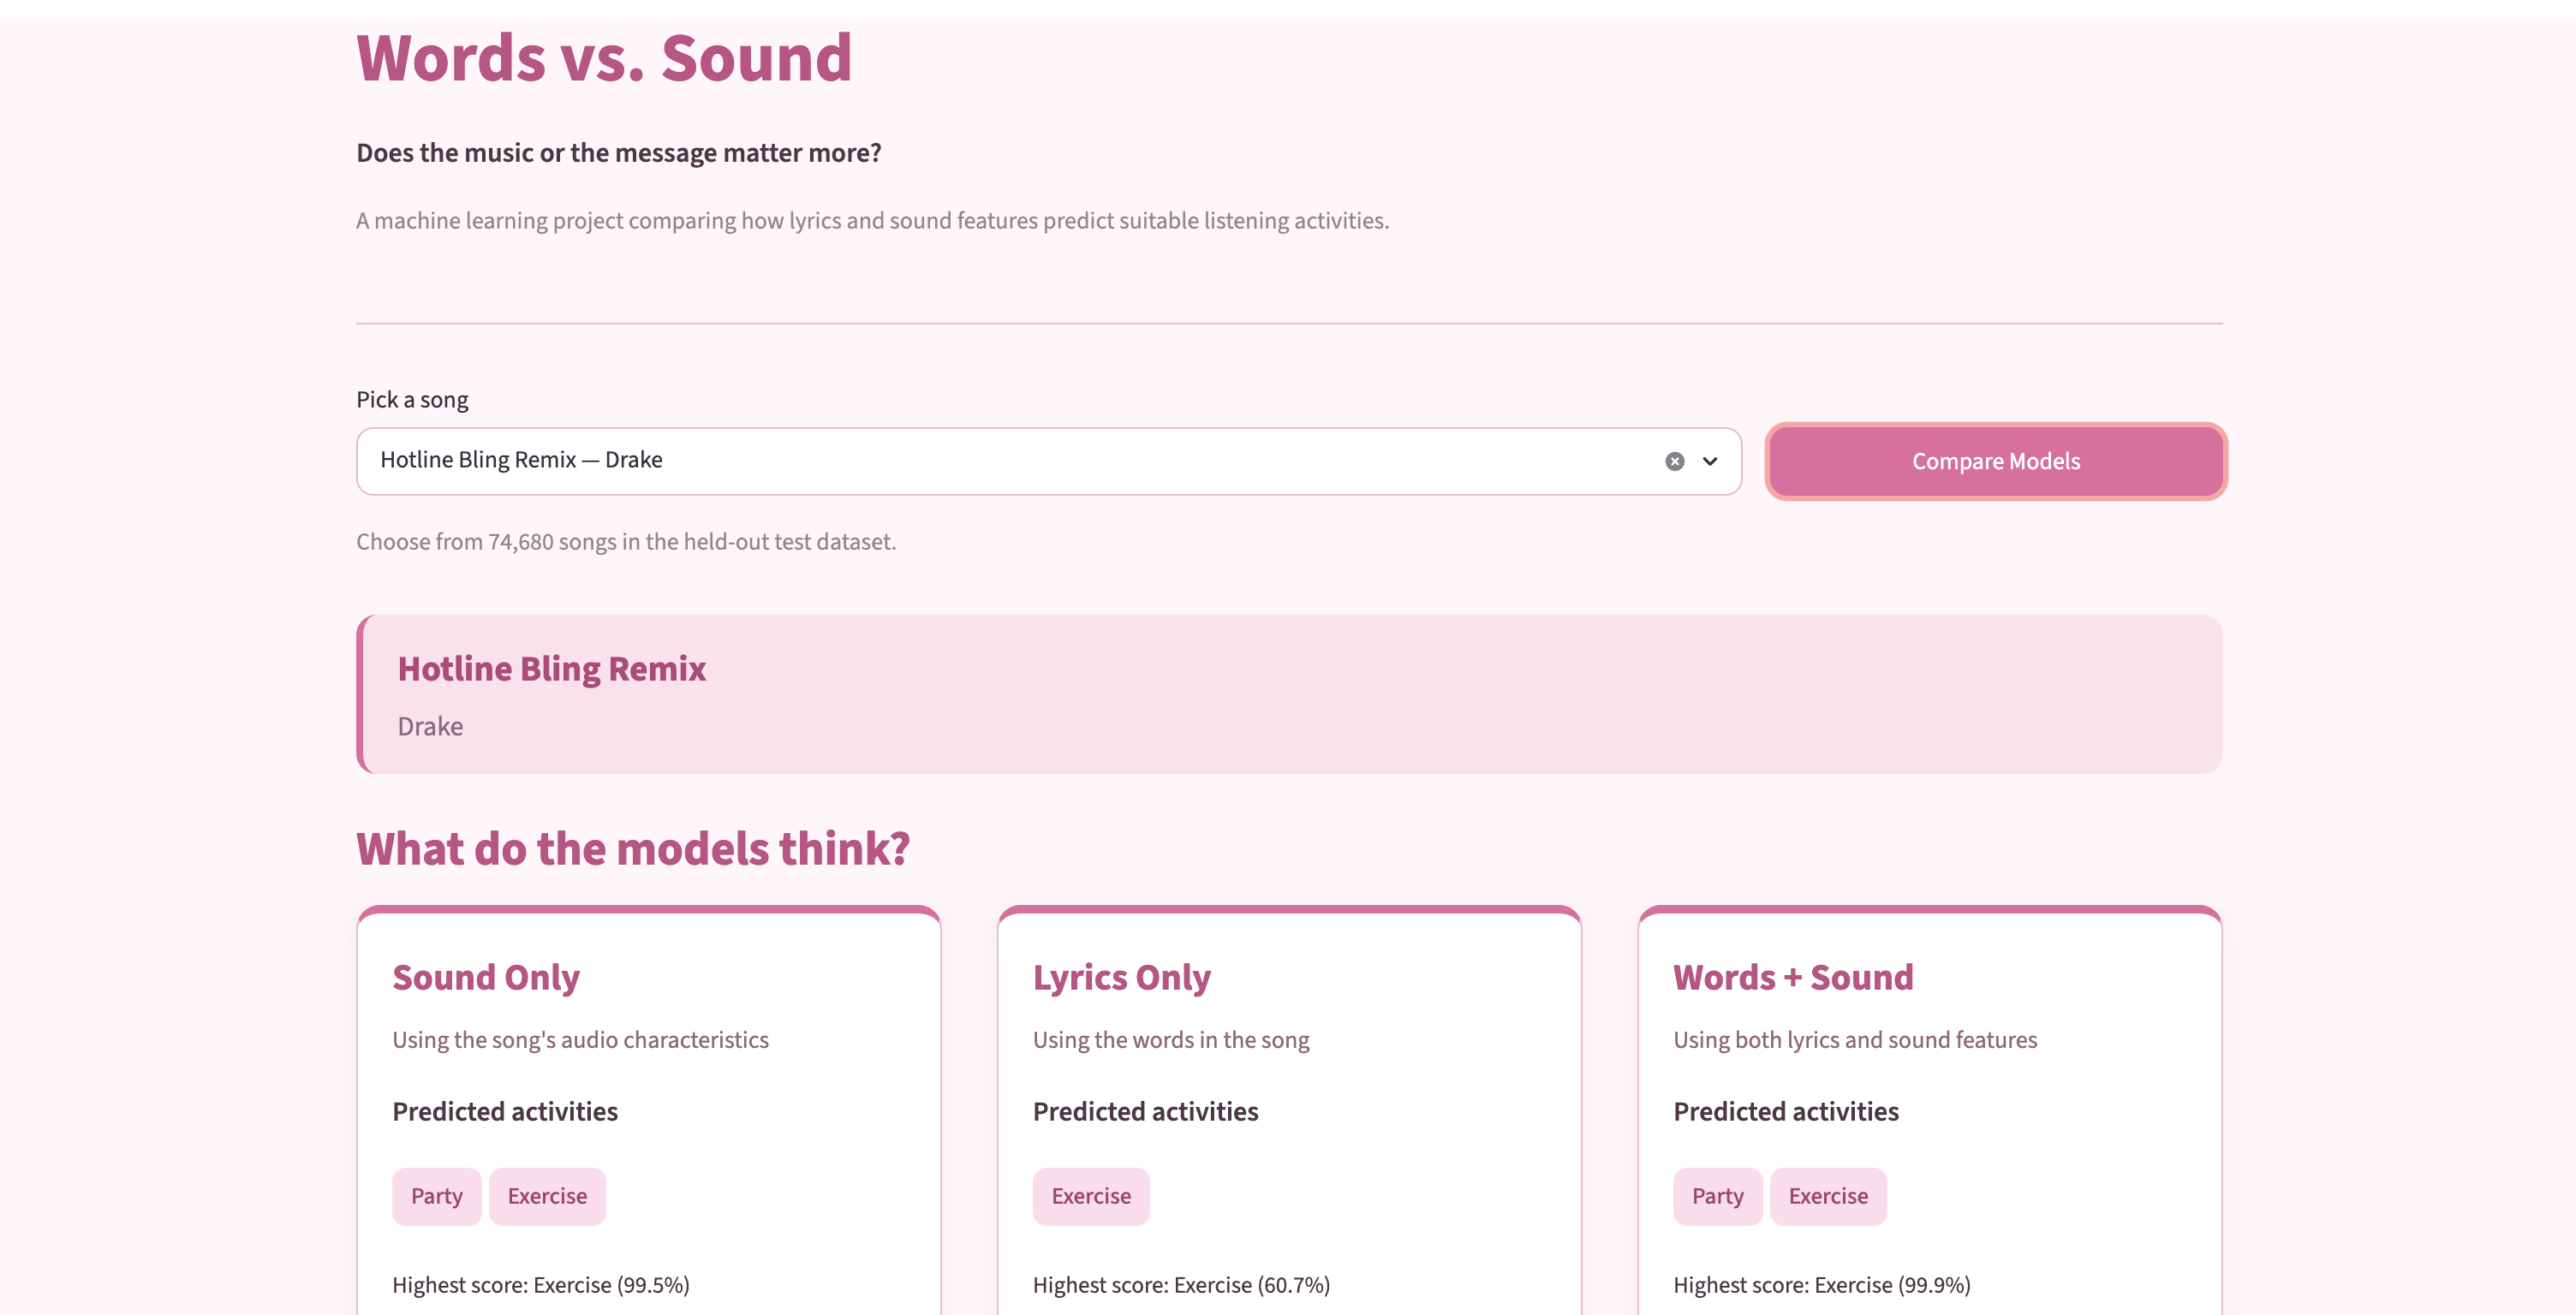 Words vs. Sound
Does the music or the message matter more?
A machine learning project comparing how lyrics and sound features predict suitable listening activities.
Pick a song
Hotline Bling Remix — Drake
Compare Models
Choose from 74,680 songs in the held-out test dataset.
Hotline Bling Remix
Drake
What do the models think?
Sound Only
Using the song's audio characteristics
Predicted activities
Party Exercise
Highest score: Exercise (99.5%)
Lyrics Only
Using the words in the song
Predicted activities
Exercise
Highest score: Exercise (60.7%)
Words + Sound
Using both lyrics and sound features
Predicted activities
Party Exercise
Highest score: Exercise (99.9%)